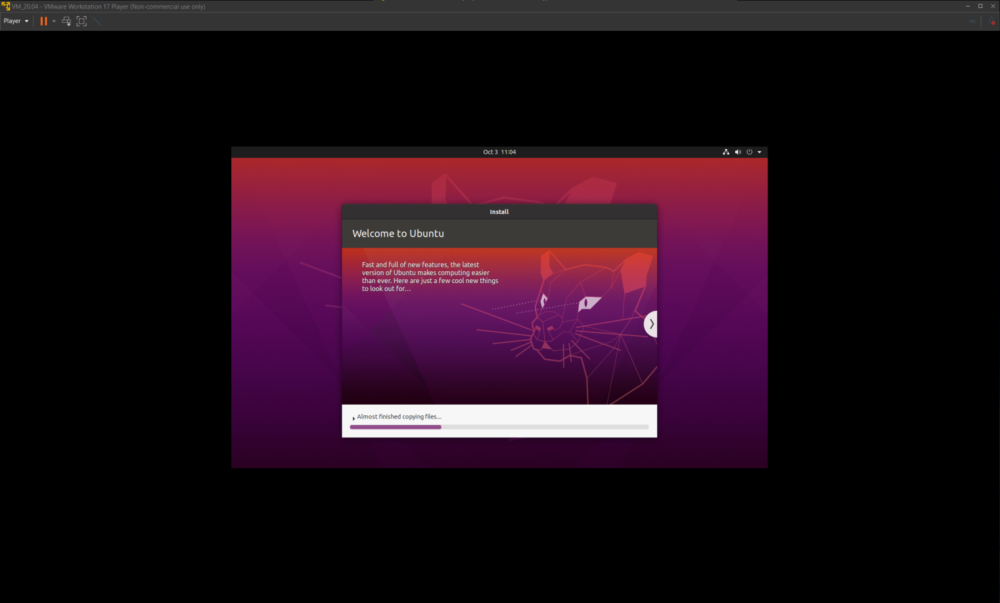 VM_20.04 - VMware Workstation 17 Player (Non-commercial use only)
Player
Oct 3 11:04
Install
Welcome to Ubuntu
Fast and full of new features, the latest
version of Ubuntu makes computing easier
than ever. Here are just a few cool new things
to look out for…
Almost finished copying files...